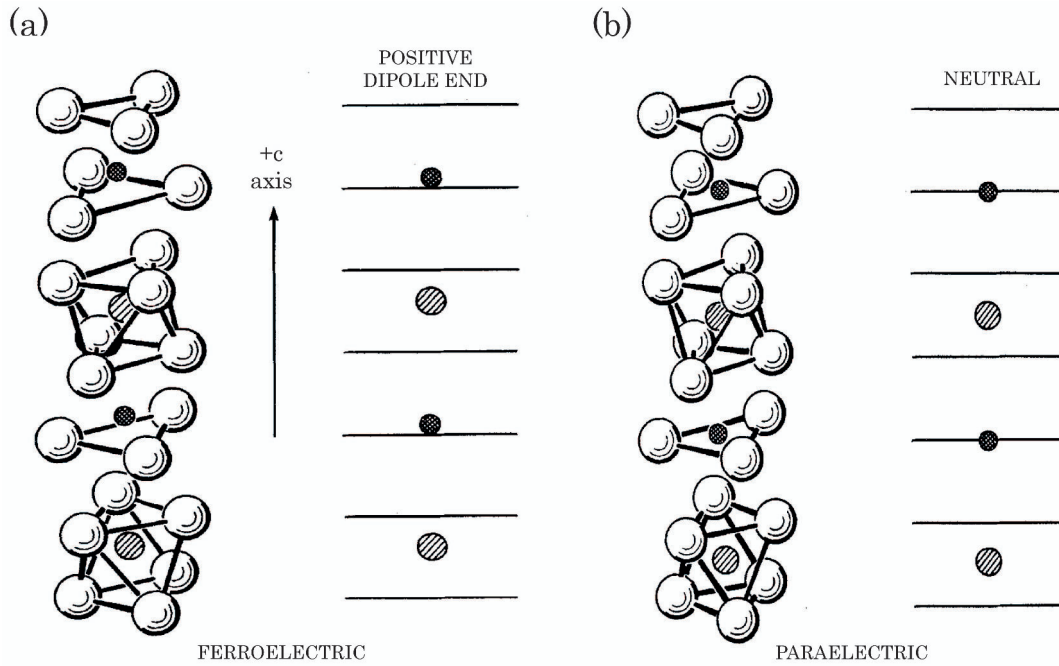 (a)
POSITIVE
DIPOLE END
+c
axis
FERROELECTRIC
(b)
NEUTRAL
PARAELECTRIC